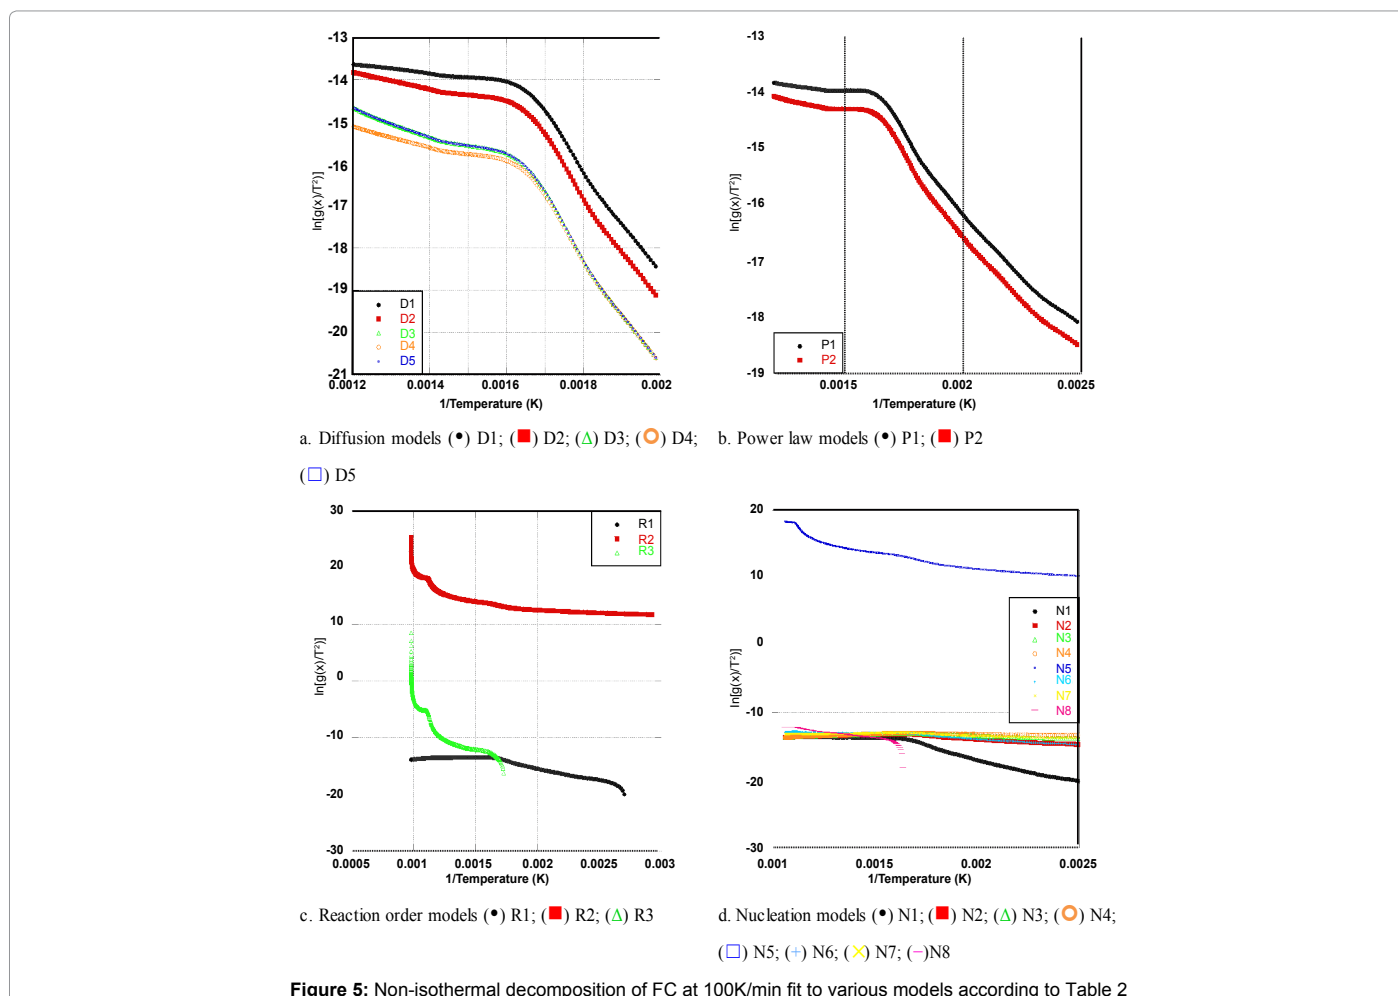 -13
-14
-15
-16
-17
-18
-19
-20
-21
ln[g(x)/T²)]
D1
D2
D3
D4
D5
0.0012 0.0014 0.0016 0.0018 0.002
1/Temperature (K)
-13
-14
-15
-16
-17
-18
-19
ln[g(x)/T²)]
P1
P2
0.0015 0.002 0.0025
1/Temperature (K)
a. Diffusion models (•) D1; (■) D2; (Δ) D3; (○) D4;
(□) D5
b. Power law models (•) P1; (■) P2
30
20
10
0
-10
-20
-30
ln[g(x)/T²)]
R1
R2
R3
0.0005 0.001 0.0015 0.002 0.0025 0.003
1/Temperature (K)
20
10
0
-10
-20
-30
ln[g(x)/T²)]
N1
N2
N3
N4
N5
N6
N7
N8
0.001 0.0015 0.002 0.0025
1/Temperature (K)
c. Reaction order models (•) R1; (■) R2; (Δ) R3
d. Nucleation models (•) N1; (■) N2; (Δ) N3; (○) N4;
(□) N5; (+) N6; (×) N7; (−)N8
Figure 5: Non-isothermal decomposition of FC at 100K/min fit to various models according to Table 2